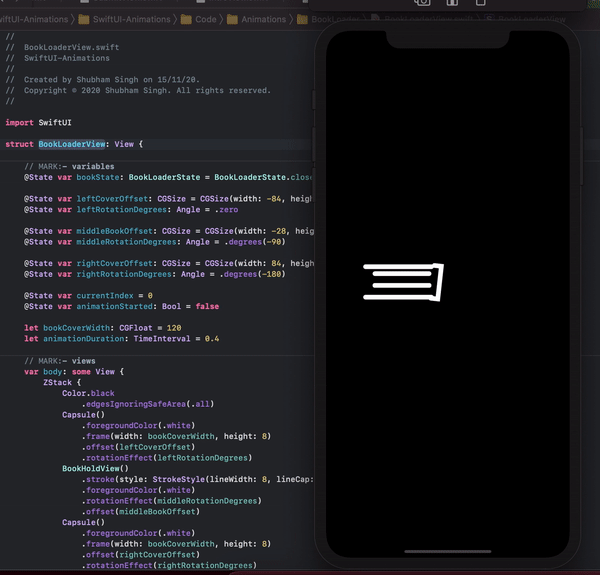 wiftUI-Animations SwiftUI-Animations Code Animations
//
// BookLoaderView.swift
// SwiftUI-Animations
//
// Created by Shubham Singh on 15/11/20.
// Copyright © 2020 Shubham Singh. All rights reserved.
//
import SwiftUI
struct BookLoaderView: View {
// MARK:- variables
@State var bookState: BookLoaderState = BookLoaderState.close
@State var leftCoverOffset: CGSize = CGSize(width: -84, heigh
@State var leftRotationDegrees: Angle = .zero
@State var middleBookOffset: CGSize = CGSize(width: -28, heig
@State var middleRotationDegrees: Angle = .degrees(-90)
@State var rightCoverOffset: CGSize = CGSize(width: 84, heigh
@State var rightRotationDegrees: Angle = .degrees(-180)
@State var currentIndex = 0
@State var animationStarted: Bool = false
let bookCoverWidth: CGFloat = 120
let animationDuration: TimeInterval = 0.4
// MARK:- views
var body: some View {
ZStack {
Color.black
.edgesIgnoringSafeArea(.all)
Capsule()
.foregroundColor(.white)
.frame(width: bookCoverWidth, height: 8)
.offset(leftCoverOffset)
.rotationEffect(leftRotationDegrees)
BookHoldView()
.stroke(style: StrokeStyle(lineWidth: 8, lineCap:
.foregroundColor(.white)
.rotationEffect(middleRotationDegrees)
.offset(middleBookOffset)
Capsule()
.foregroundColor(.white)
.frame(width: bookCoverWidth, height: 8)
.offset(rightCoverOffset)
.rotationEffect(rightRotationDegrees)